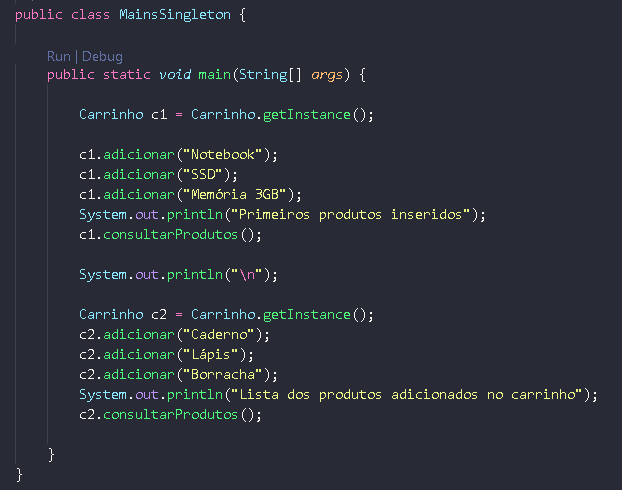 public class MainsSingleton {
Run | Debug
public static void main(String[] args) {
Carrinho c1 = Carrinho.getInstance();
c1.adicionar("Notebook");
c1.adicionar("SSD");
c1.adicionar("Memória 3GB");
System.out.println("Primeiros produtos inseridos");
c1.consultarProdutos();
System.out.println("\n");
Carrinho c2 = Carrinho.getInstance();
c2.adicionar("Caderno");
c2.adicionar("Lápis");
c2.adicionar("Borracha");
System.out.println("Lista dos produtos adicionados no carrinho");
c2.consultarProdutos();
}
}